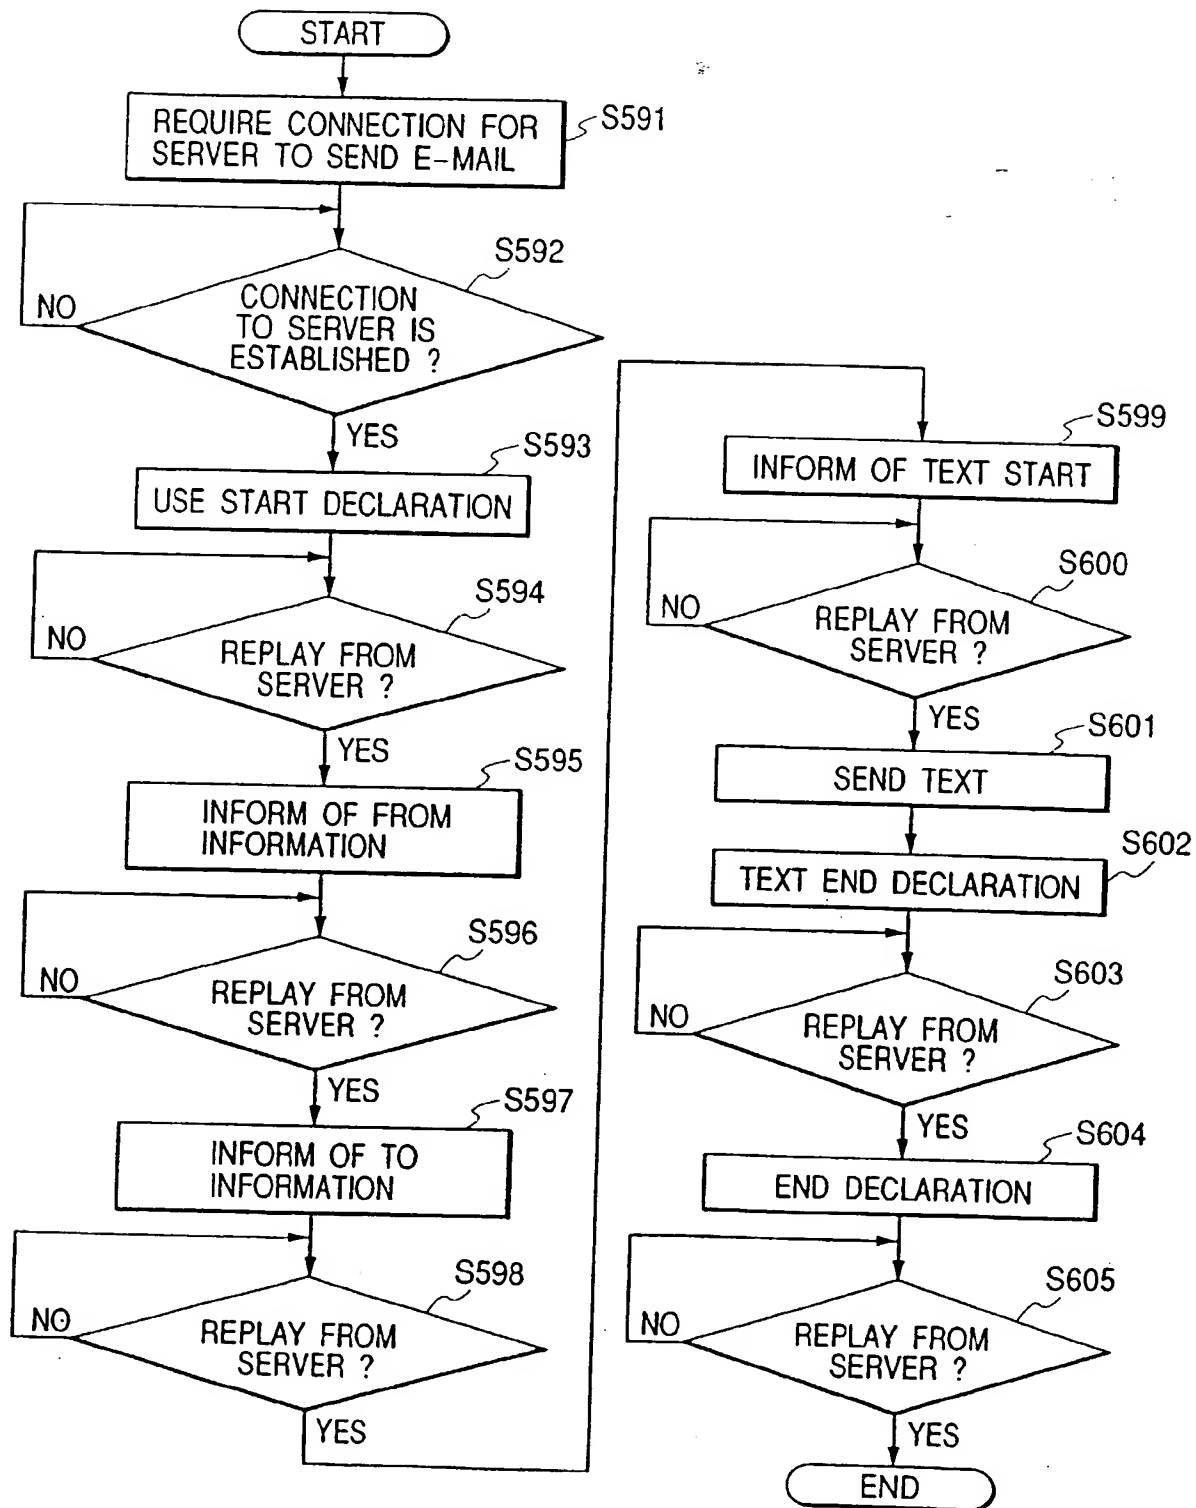 START
REQUIRE CONNECTION FOR
SERVER TO SEND E-MAIL
S591
S592
CONNECTION
TO SERVER IS
ESTABLISHED ?
NO
YES
S593
USE START DECLARATION
S594
REPLAY FROM
SERVER ?
NO
YES
S595
INFORM OF FROM
INFORMATION
S596
REPLAY FROM
SERVER ?
NO
YES
S597
INFORM OF TO
INFORMATION
S598
REPLAY FROM
SERVER ?
NO
YES
S599
INFORM OF TEXT START
S600
REPLAY FROM
SERVER ?
NO
YES
S601
SEND TEXT
S602
TEXT END DECLARATION
S603
REPLAY FROM
SERVER ?
NO
YES
S604
END DECLARATION
S605
REPLAY FROM
SERVER ?
NO
YES
END